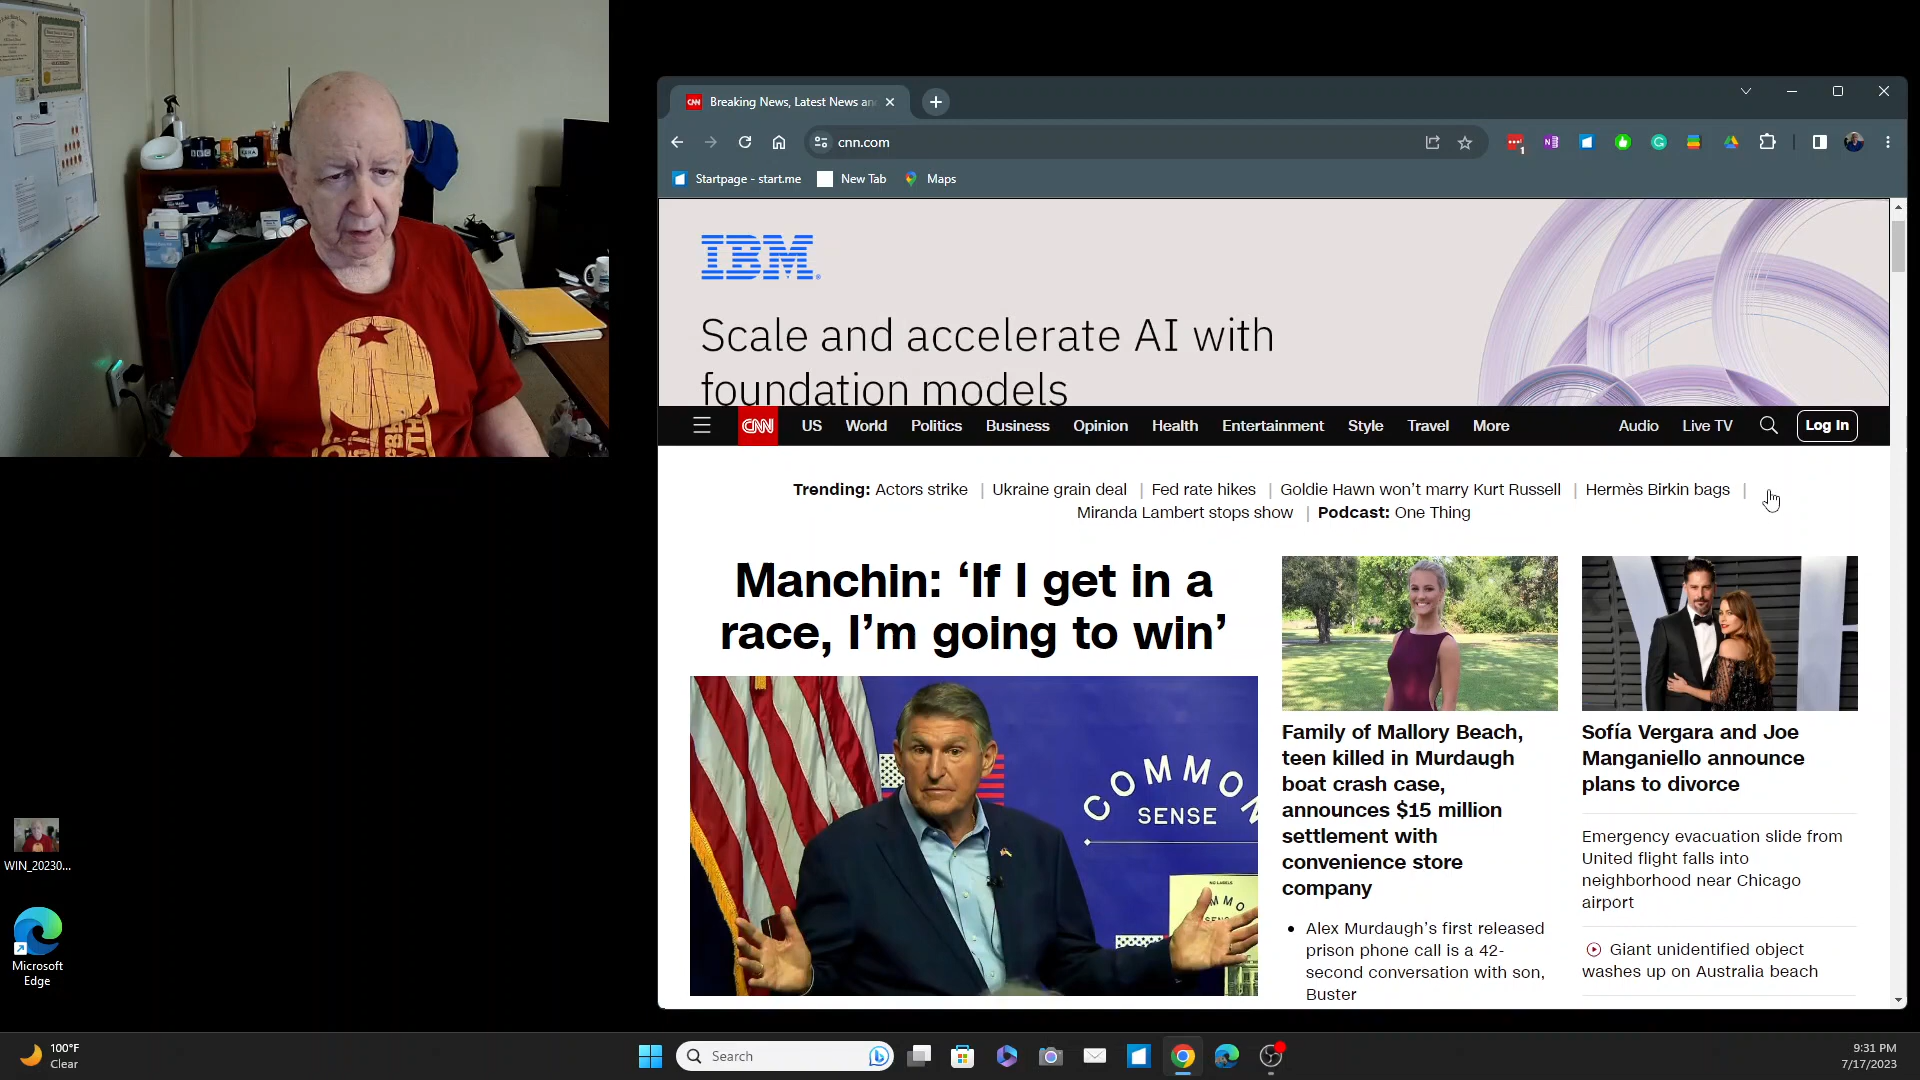 Breaking News, Latest News an
cnn.com
1
Startpage - start.me
New Tab
Maps
IBM
Scale and accelerate AI with
foundation models
CNN
US
World
Politics
Business
Opinion
Health
Entertainment
Style
Travel
More
Audio
Live TV
Log In
Trending: Actors strike | Ukraine grain deal | Fed rate hikes | Goldie Hawn won’t marry Kurt Russell | Hermès Birkin bags |
Miranda Lambert stops show | Podcast: One Thing
Manchin: ‘If I get in a
race, I’m going to win’
COMMON
SENSE
NO LABELS
Family of Mallory Beach,
teen killed in Murdaugh
boat crash case,
announces $15 million
settlement with
convenience store
company
Alex Murdaugh’s first released
prison phone call is a 42-
second conversation with son,
Buster
Sofía Vergara and Joe
Manganiello announce
plans to divorce
Emergency evacuation slide from
United flight falls into
neighborhood near Chicago
airport
Giant unidentified object
washes up on Australia beach
WIN_20230...
Microsoft
Edge
100°F
Clear
Search
9:31 PM
7/17/2023